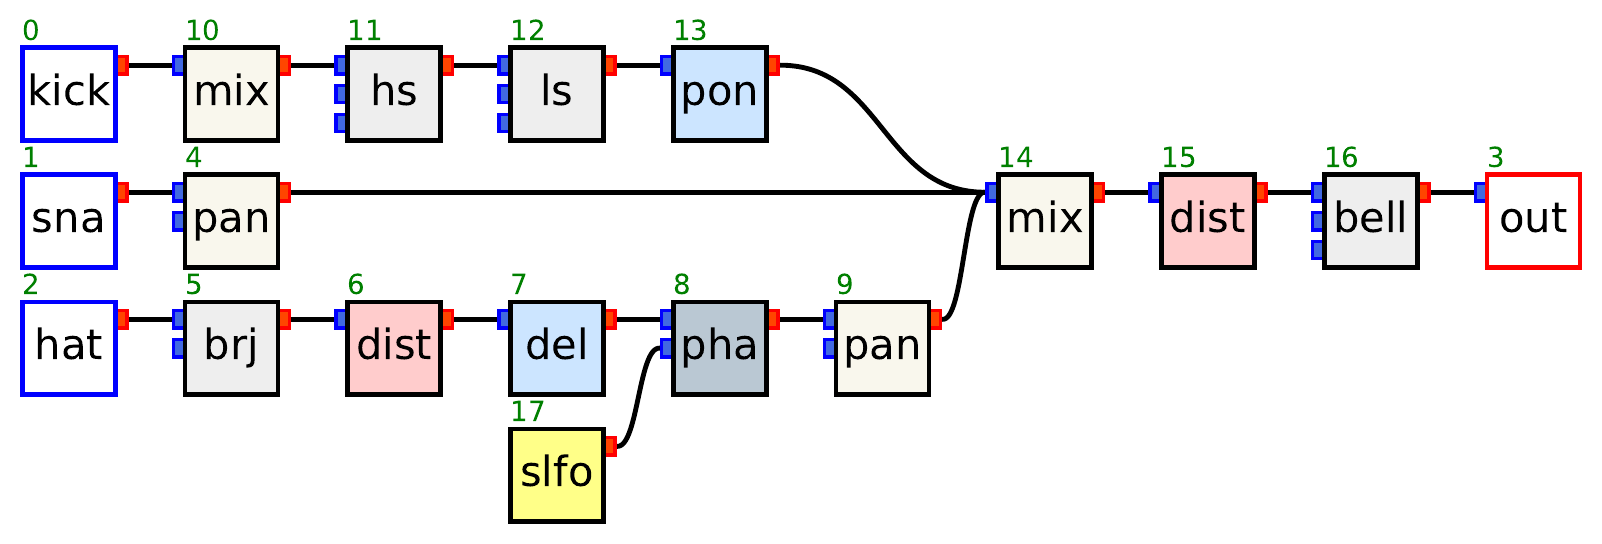 0 10 11 12 13
kick mix hs ls pon
1 4 14 15 16 3
sna pan mix dist bell out
2 5 6 7 8 9
hat brj dist del pha pan
17
slfo